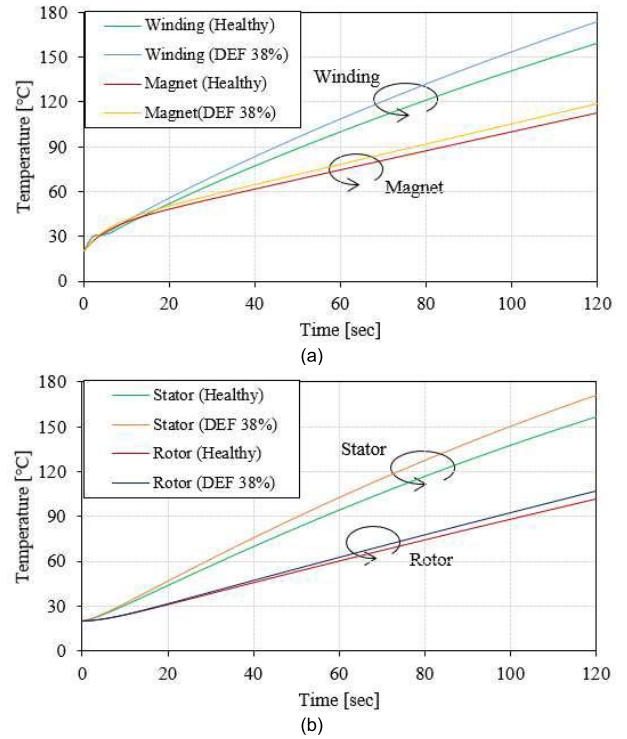 180
150
120
90
60
30
0
Temperature [°C]
Winding (Healthy)
Winding (DEF 38%)
Magnet (Healthy)
Magnet(DEF 38%)
Winding
Magnet
0 20 40 60 80 100 120
Time [sec]
(a)
180
150
120
90
60
30
0
Temperature [°C]
Stator (Healthy)
Stator (DEF 38%)
Rotor (Healthy)
Rotor (DEF 38%)
Stator
Rotor
0 20 40 60 80 100 120
Time [sec]
(b)